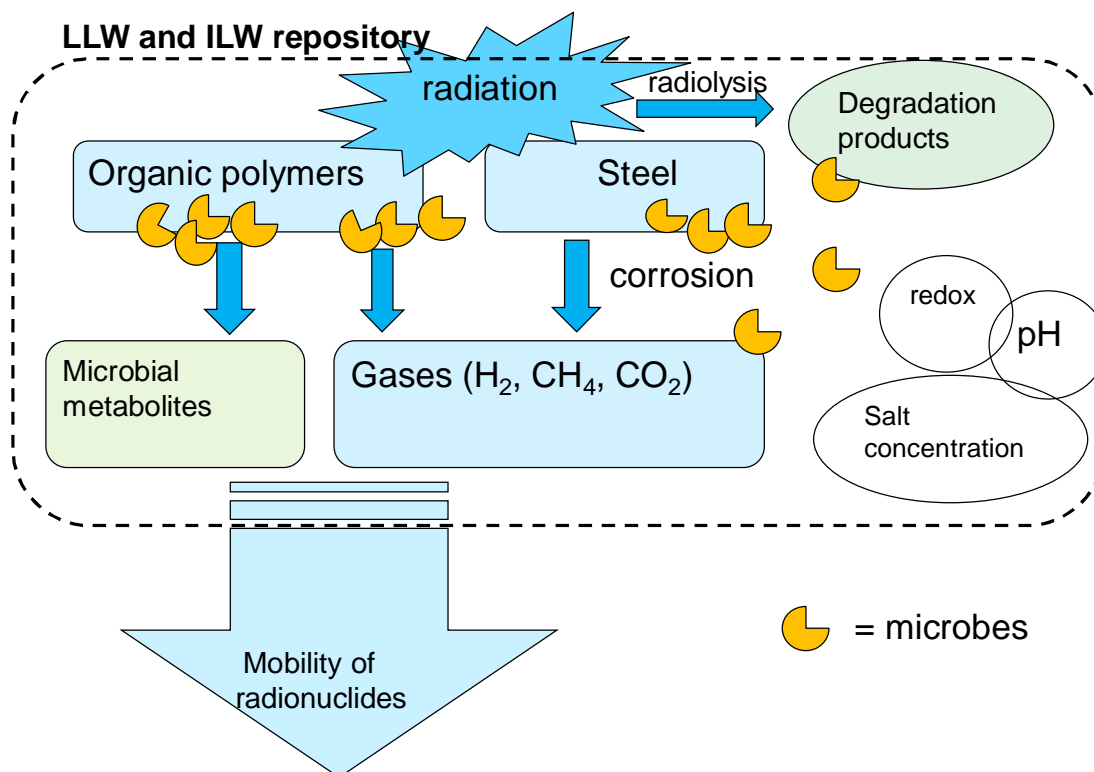 LLW and ILW repository
radiation
radiolysis
Degradation
products
Organic polymers
Steel
corrosion
redox
pH
Microbial
metabolites
Gases (H₂, CH₄, CO₂)
Salt
concentration
= microbes
Mobility of
radionuclides